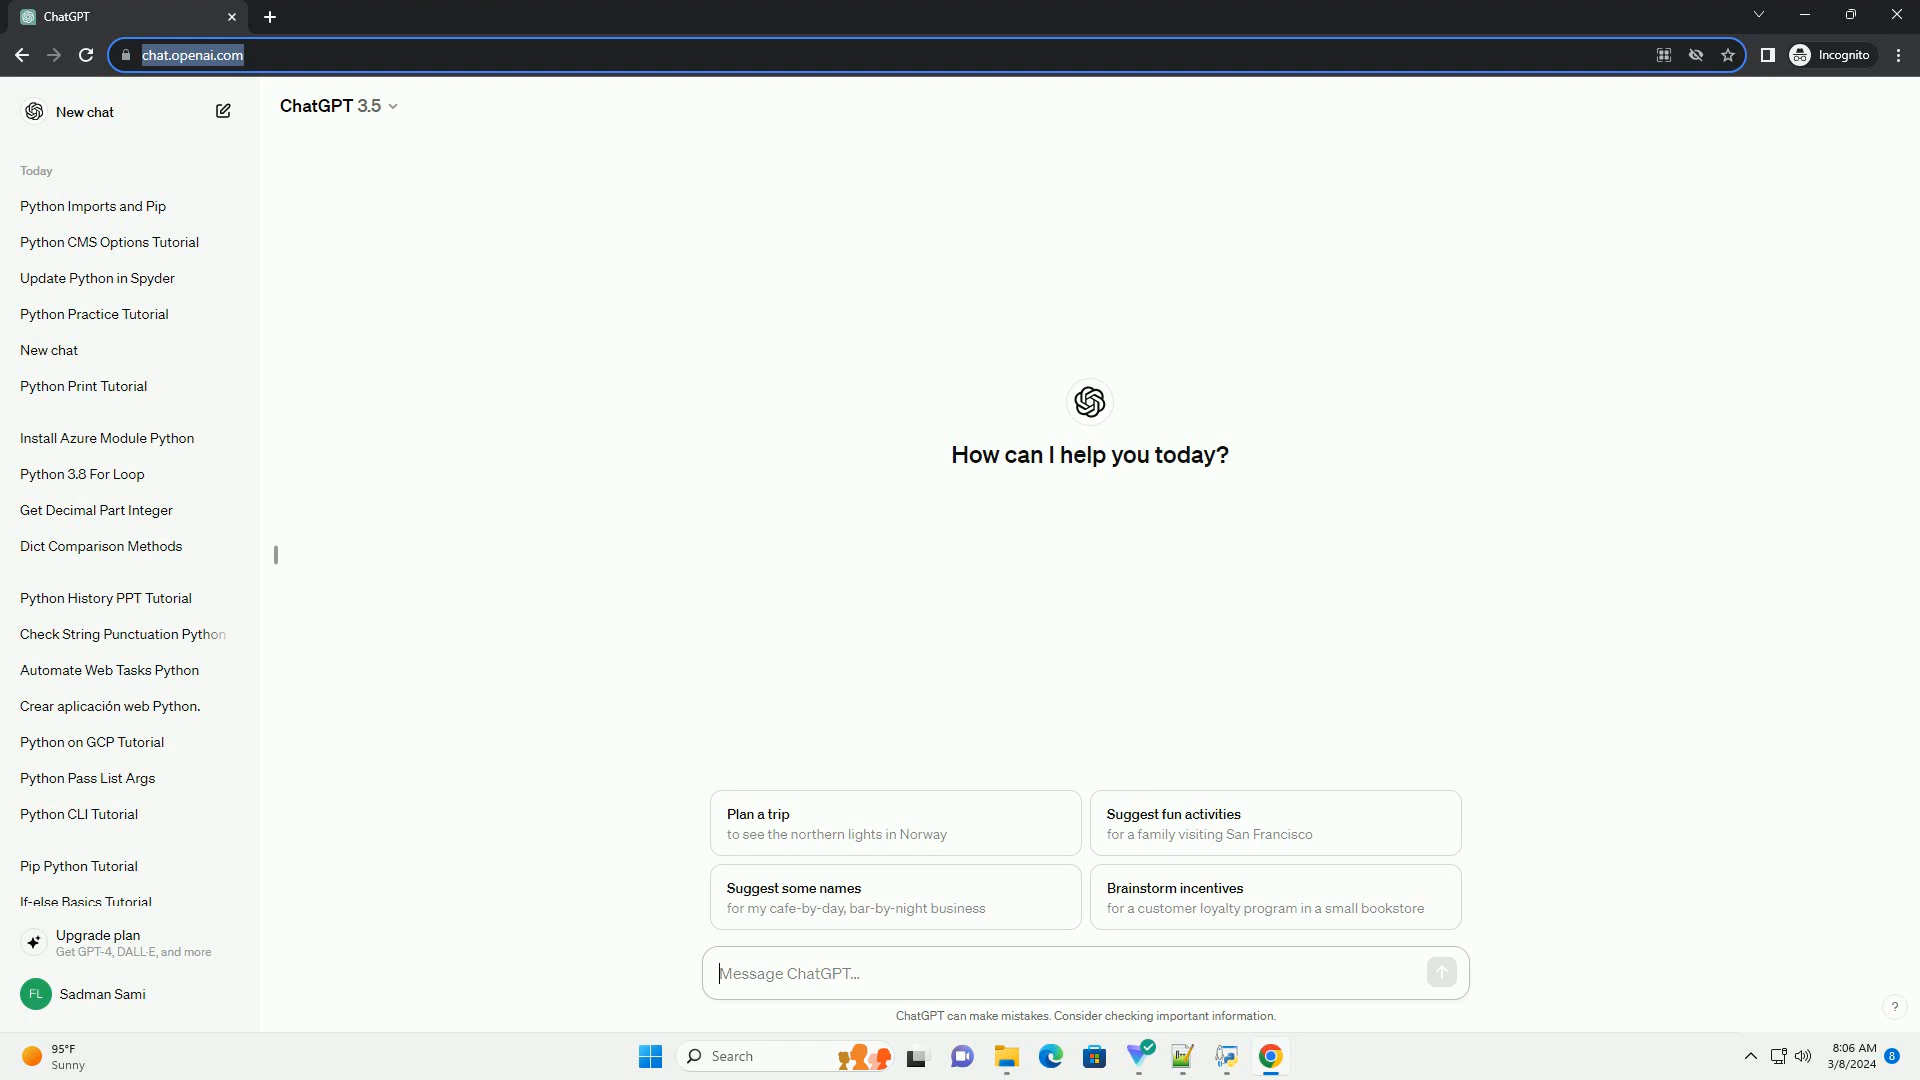 ChatGPT
chat.openai.com
Incognito
New chat
ChatGPT 3.5
Today
Python Imports and Pip
Python CMS Options Tutorial
Update Python in Spyder
Python Practice Tutorial
New chat
Python Print Tutorial
Install Azure Module Python
Python 3.8 For Loop
Get Decimal Part Integer
Dict Comparison Methods
Python History PPT Tutorial
Check String Punctuation Python
Automate Web Tasks Python
Crear aplicación web Python.
Python on GCP Tutorial
Python Pass List Args
Python CLI Tutorial
Pip Python Tutorial
If-else Basics Tutorial
Upgrade plan
Get GPT-4, DALL·E, and more
FL
Sadman Sami
How can I help you today?
Plan a trip
to see the northern lights in Norway
Suggest fun activities
for a family visiting San Francisco
Suggest some names
for my cafe-by-day, bar-by-night business
Brainstorm incentives
for a customer loyalty program in a small bookstore
Message ChatGPT...
ChatGPT can make mistakes. Consider checking important information.
?
95°F
Sunny
Search
8:06 AM
3/8/2024
8